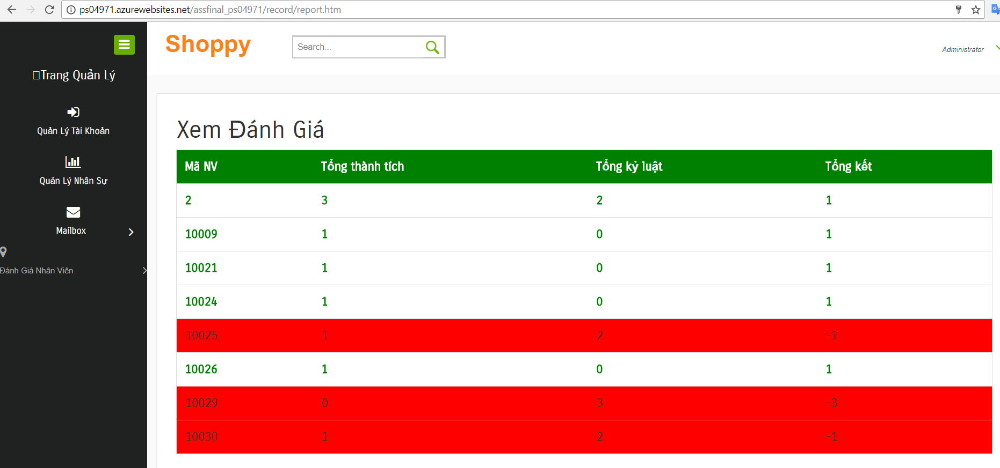 ps04971.azurewebsites.net/assfinal_ps04971/record/report.htm
Shoppy
Search...
Administrator
Trang Quản Lý
Quản Lý Tài Khoản
Quản Lý Nhân Sự
Mailbox
Đánh Giá Nhân Viên
Xem Đánh Giá
Mã NV Tổng thành tích Tổng kỷ luật Tổng kết
2 3 2 1
10009 1 0 1
10021 1 0 1
10024 1 0 1
10025 1 2 -1
10026 1 0 1
10029 0 3 -3
10030 1 2 -1